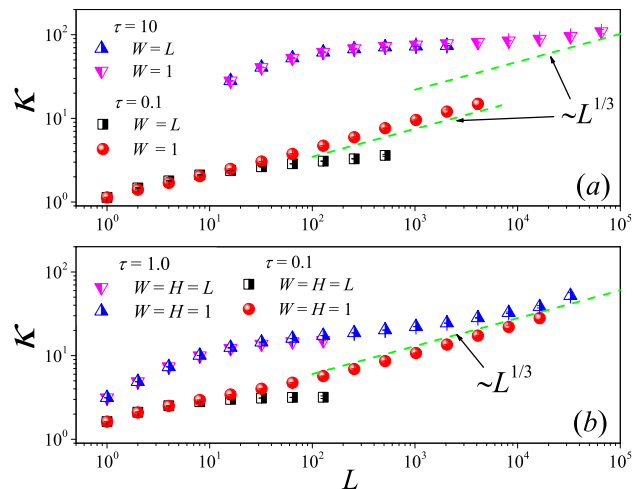 10²
10¹
10⁰
κ
τ = 10
W = L
W = 1
τ = 0.1
W = L
W = 1
~L^1/3
(a)
10⁰ 10¹ 10² 10³ 10⁴ 10⁵
10²
10¹
10⁰
κ
τ = 1.0 τ = 0.1
W = H = L W = H = L
W = H = 1 W = H = 1
~L^1/3
(b)
10⁰ 10¹ 10² 10³ 10⁴ 10⁵
L